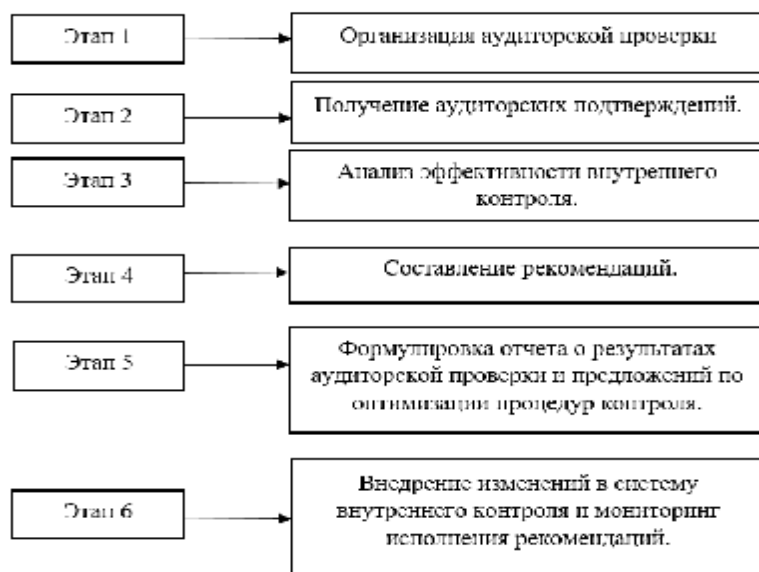 Этап 1
Организация аудиторской проверки
Этап 2
Получение аудиторских подтверждений.
Этап 3
Анализ эффективности внутреннего
контроля.
Этап 4
Составление рекомендаций.
Этап 5
Формулировка отчета о результатах
аудиторской проверки и предложений по
оптимизации процедур контроля.
Этап 6
Внедрение изменений в систему
внутреннего контроля и мониторинг
исполнения рекомендаций.